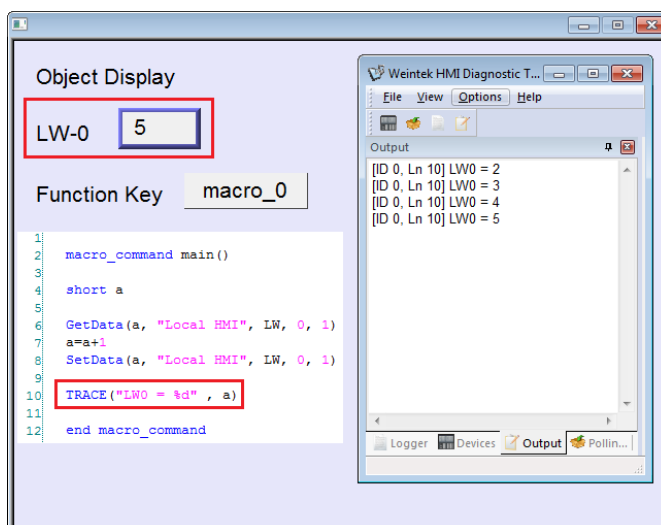 Object Display
LW-0 5
Function Key macro_0
1
2 macro_command main()
3
4 short a
5
6 GetData(a, "Local HMI", LW, 0, 1)
7 a=a+1
8 SetData(a, "Local HMI", LW, 0, 1)
9
10 TRACE("LW0 = %d" , a)
11
12 end macro_command
Weintek HMI Diagnostic T...
File View Options Help
Output
[ID 0, Ln 10] LW0 = 2
[ID 0, Ln 10] LW0 = 3
[ID 0, Ln 10] LW0 = 4
[ID 0, Ln 10] LW0 = 5
Logger Devices Output Pollin...